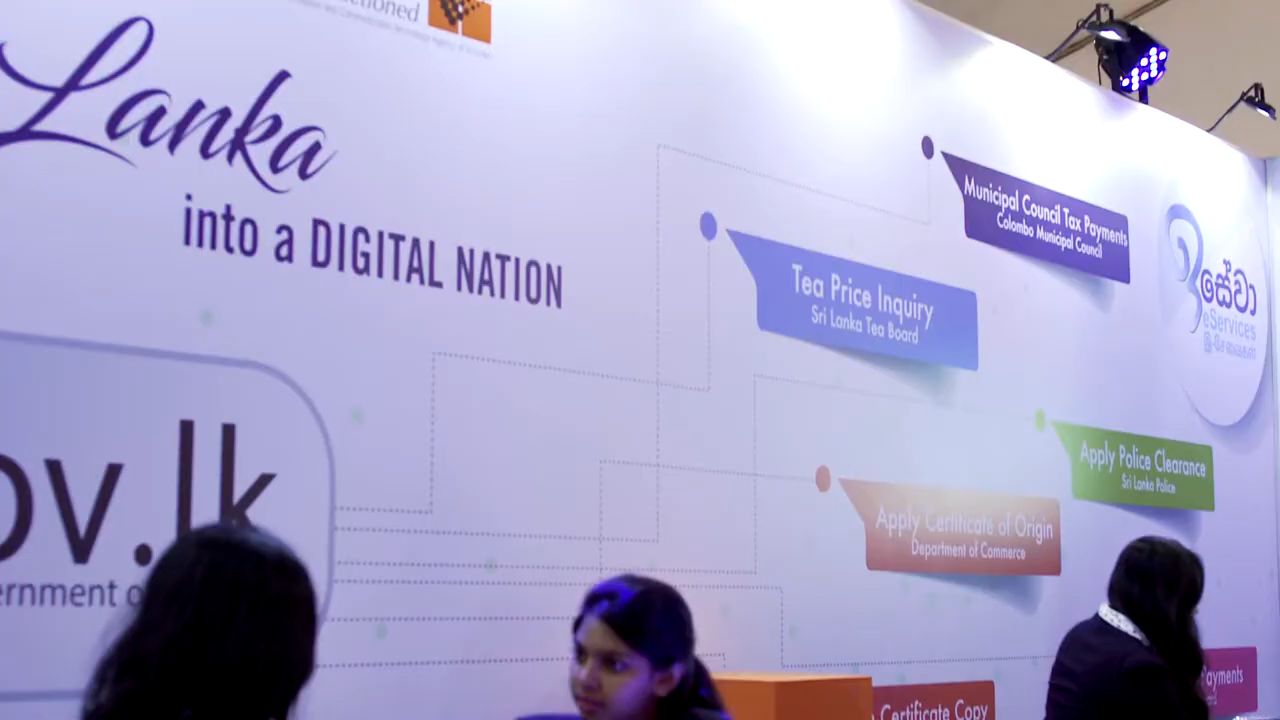 Lanka
into a DIGITAL NATION
ov.lk
ernment o
Municipal Council Tax Payments
Colombo Municipal Council
Tea Price Inquiry
Sri Lanka Tea Board
සේවා
eServices
இ-சேவைகள்
Apply Police Clearance
Sri Lanka Police
Apply Certificate of Origin
Department of Commerce
Certificate Copy
Payments